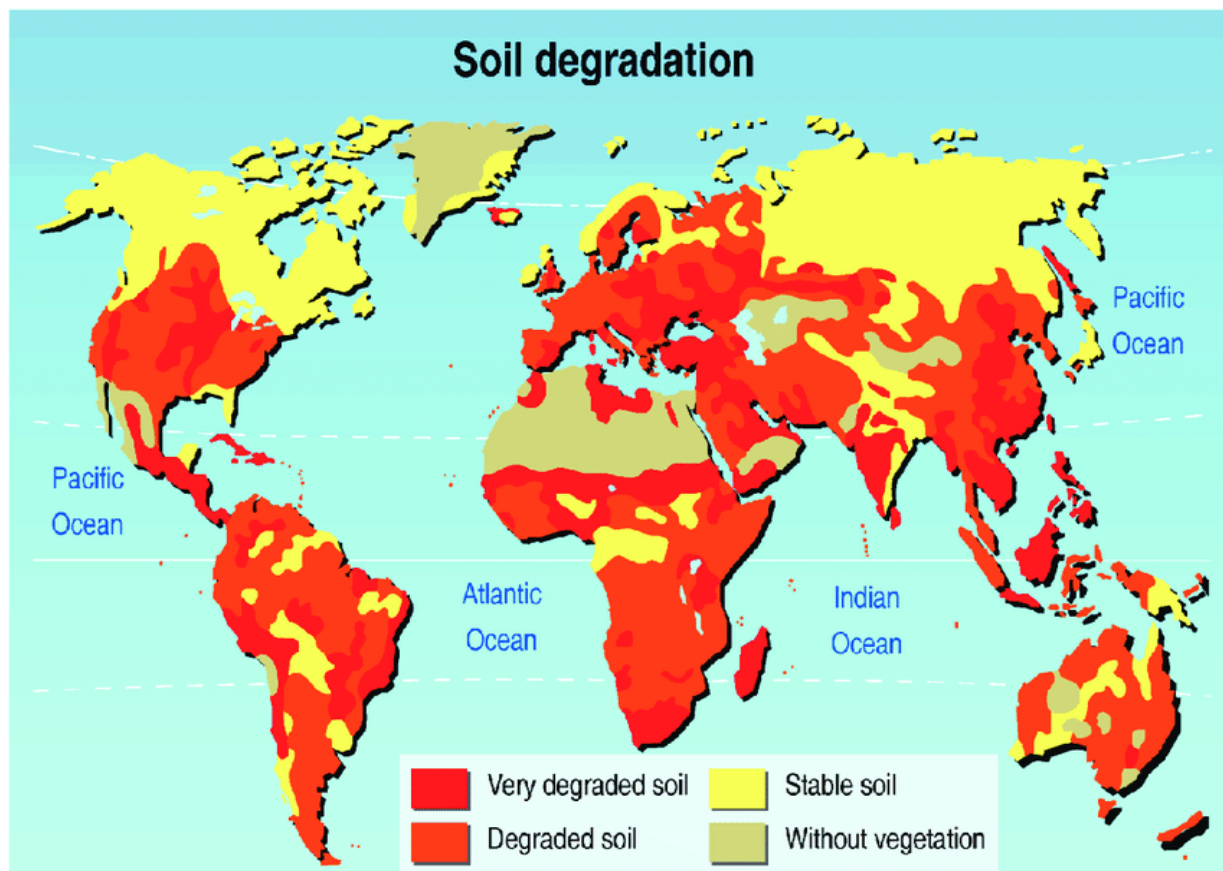 Soil degradation
Pacific
Ocean
Pacific
Ocean
Atlantic
Ocean
Indian
Ocean
Very degraded soil
Stable soil
Degraded soil
Without vegetation